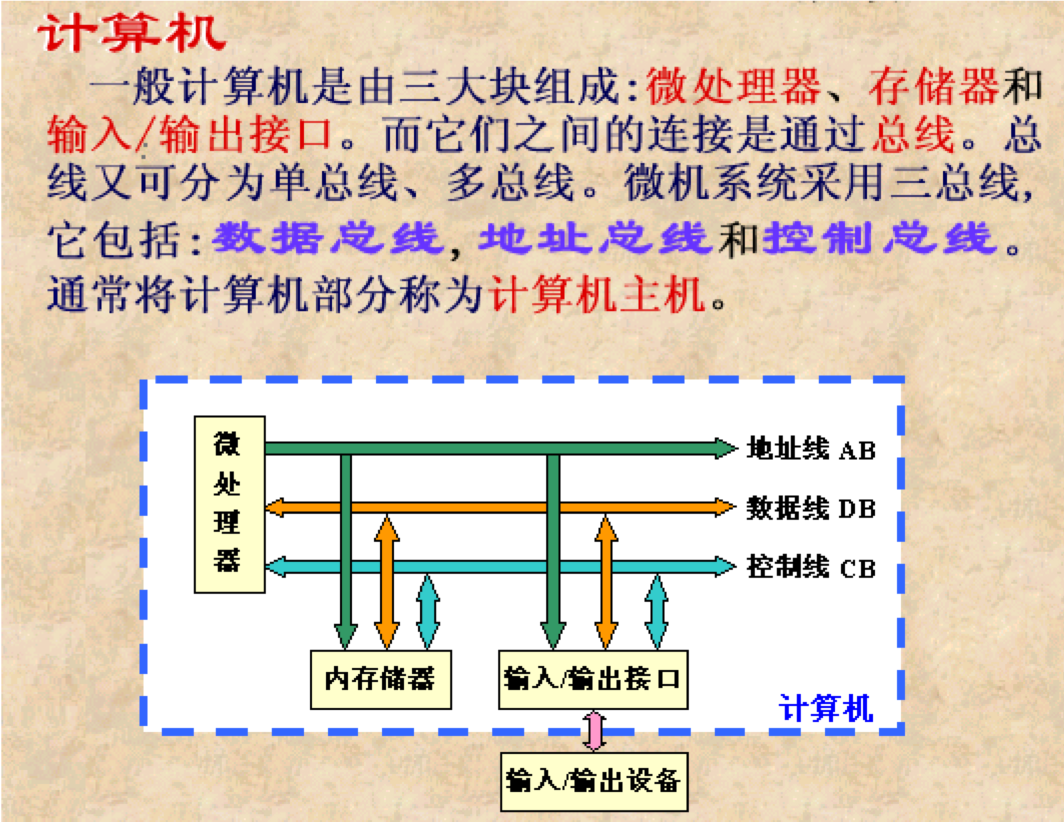 计算机
一般计算机是由三大块组成:微处理器、存储器和
输入/输出接口。而它们之间的连接是通过总线。总
线又可分为单总线、多总线。微机系统采用三总线,
它包括:数据总线,地址总线和控制总线。
通常将计算机部分称为计算机主机。
微处理器
地址线 AB
数据线 DB
控制线 CB
内存储器
输入/输出接口
计算机
输入/输出设备